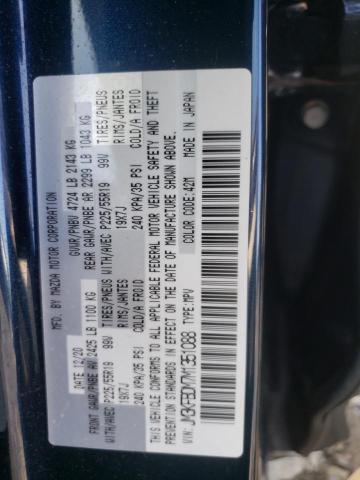 MFD. BY MAZDA MOTOR CORPORATION
DATE 12/20 GVWR/PNBV 4724 LB 2143 KG
FRONT GAWR/PNBE AV 2425 LB 1100 KG REAR GAWR/PNBE AR 2299 LB 1043 KG
WITH/AVEC P225/55R19 99V TIRES/PNEUS WITH/AVEC P225/55R19 99V TIRES/PNEUS
19X7J RIMS/JANTES 19X7J RIMS/JANTES
240 KPA/35 PSI COLD/A FROID 240 KPA/35 PSI COLD/A FROID
THIS VEHICLE CONFORMS TO ALL APPLICABLE FEDERAL MOTOR VEHICLE SAFETY AND THEFT
PREVENTION STANDARDS IN EFFECT ON THE DATE OF MANUFACTURE SHOWN ABOVE.
TYPE: MPV COLOR CODE: 42M MADE IN JAPAN